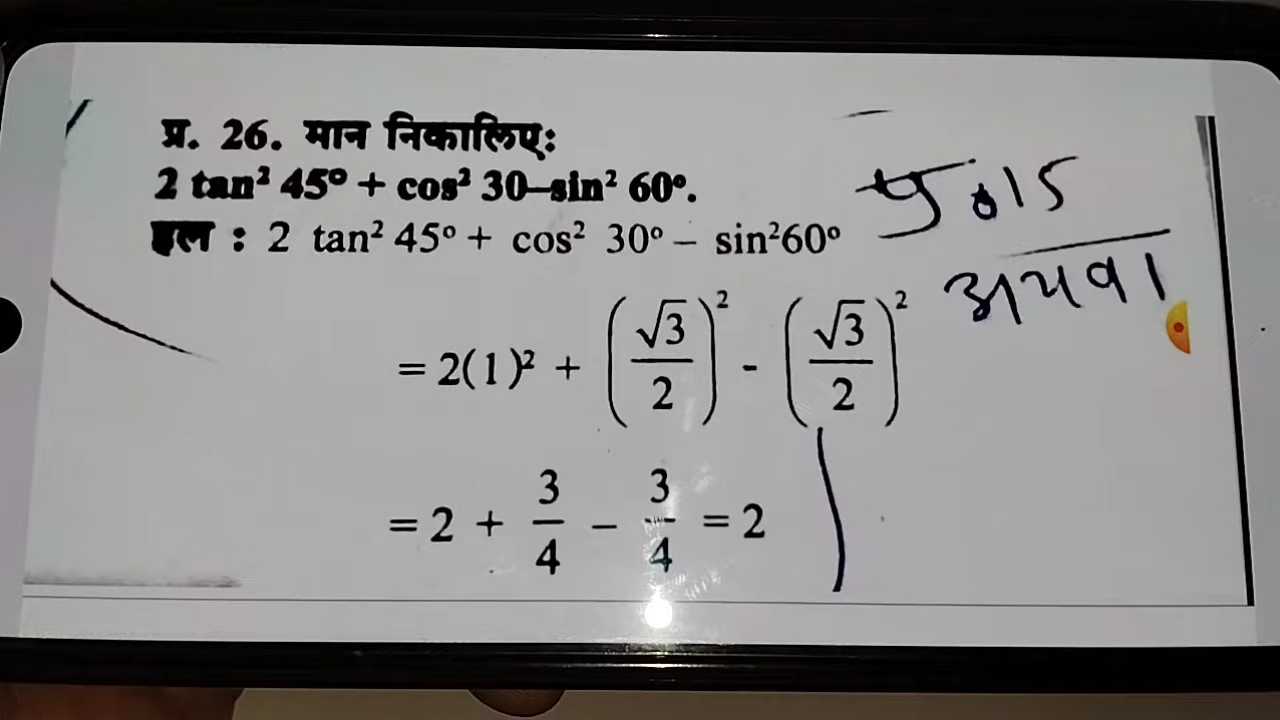 प्र. 26. मान निकालिए:
2 tan² 45° + cos² 30–sin² 60°.
हल : 2 tan² 45° + cos² 30° – sin²60°
= 2(1)² + (√3/2)² - (√3/2)²
= 2 + 3/4 – 3/4 = 2
प्र.15
अथवा